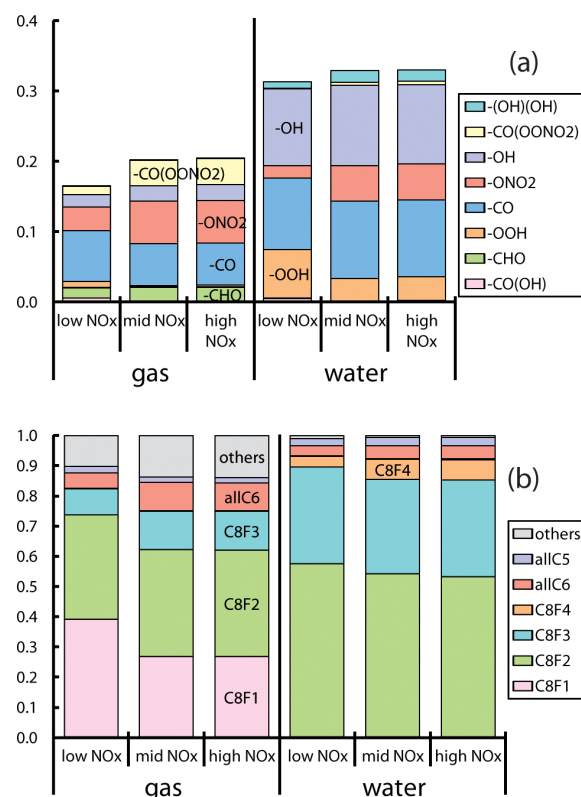 0.4
0.3
0.2
0.1
0.0
(a)
-(OH)(OH)
-CO(OONO2)
-OH
-ONO2
-CO
-OOH
-CHO
-CO(OH)
-CO(OONO2)
-ONO2
-CO
-CHO
-OH
-OOH
low NOx
mid NOx
high
NOx
low NOx
mid NOx
high
NOx
gas
water
1.0
0.9
0.8
0.7
0.6
0.5
0.4
0.3
0.2
0.1
0.0
(b)
others
allC5
allC6
C8F4
C8F3
C8F2
C8F1
others
allC6
C8F3
C8F2
C8F1
C8F4
low NOx
mid NOx
high NOx
low NOx
mid NOx
high NOx
gas
water